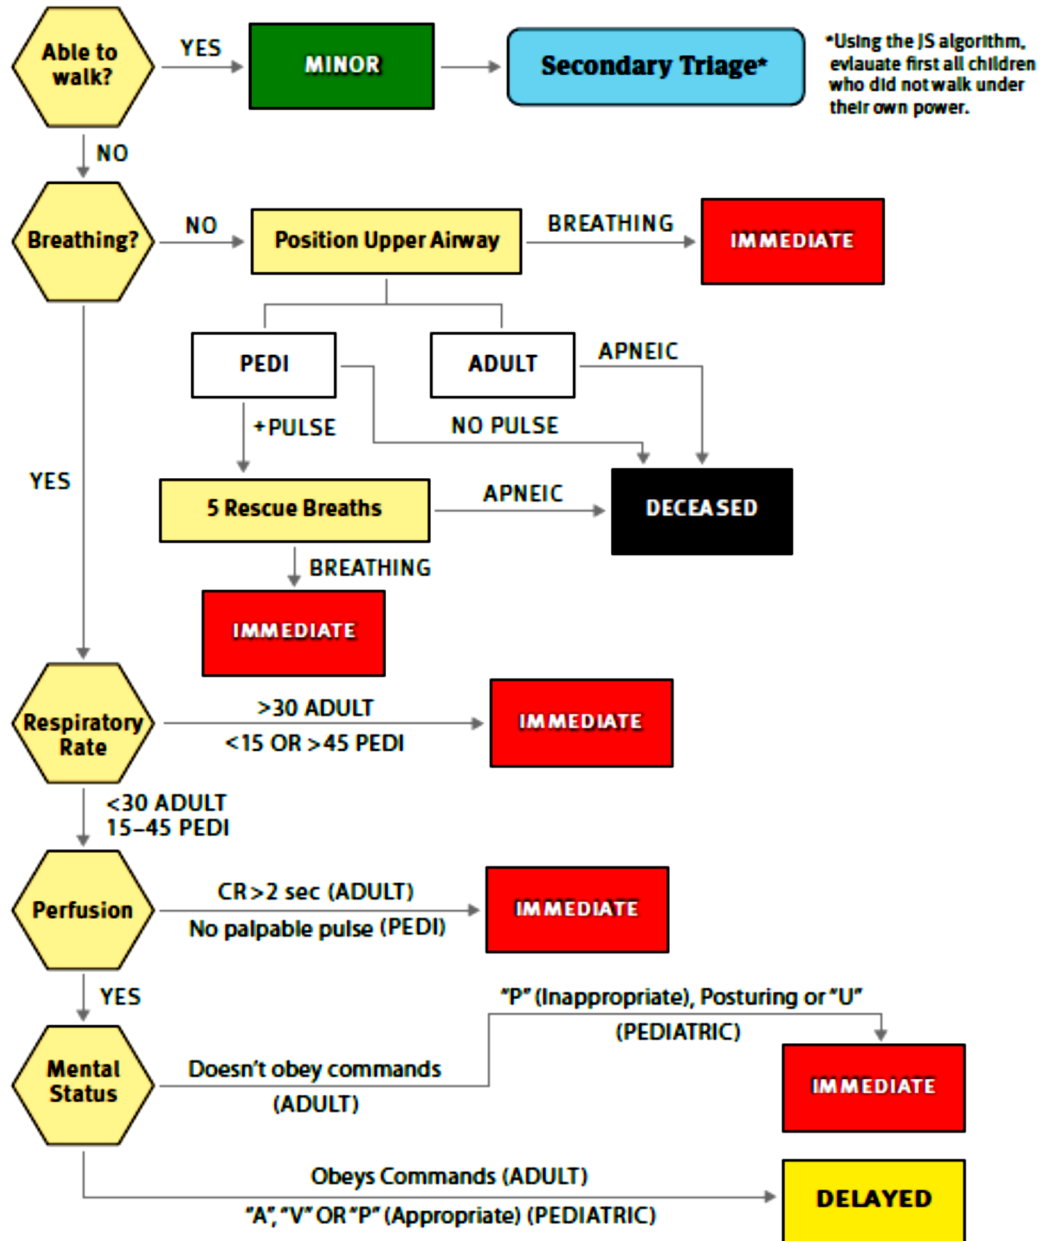 Able to
walk?
YES
MINOR
Secondary Triage*
*Using the JS algorithm,
evlauate first all children
who did not walk under
their own power.
NO
Breathing?
NO
Position Upper Airway
BREATHING
IMMEDIATE
PEDI
ADULT
APNEIC
+PULSE
NO PULSE
YES
5 Rescue Breaths
APNEIC
DECEASED
BREATHING
IMMEDIATE
Respiratory
Rate
>30 ADULT
<15 OR >45 PEDI
IMMEDIATE
<30 ADULT
15–45 PEDI
Perfusion
CR>2 sec (ADULT)
No palpable pulse (PEDI)
IMMEDIATE
YES
"P" (Inappropriate), Posturing or "U"
(PEDIATRIC)
Mental
Status
Doesn't obey commands
(ADULT)
IMMEDIATE
Obeys Commands (ADULT)
"A", "V" OR "P" (Appropriate) (PEDIATRIC)
DELAYED